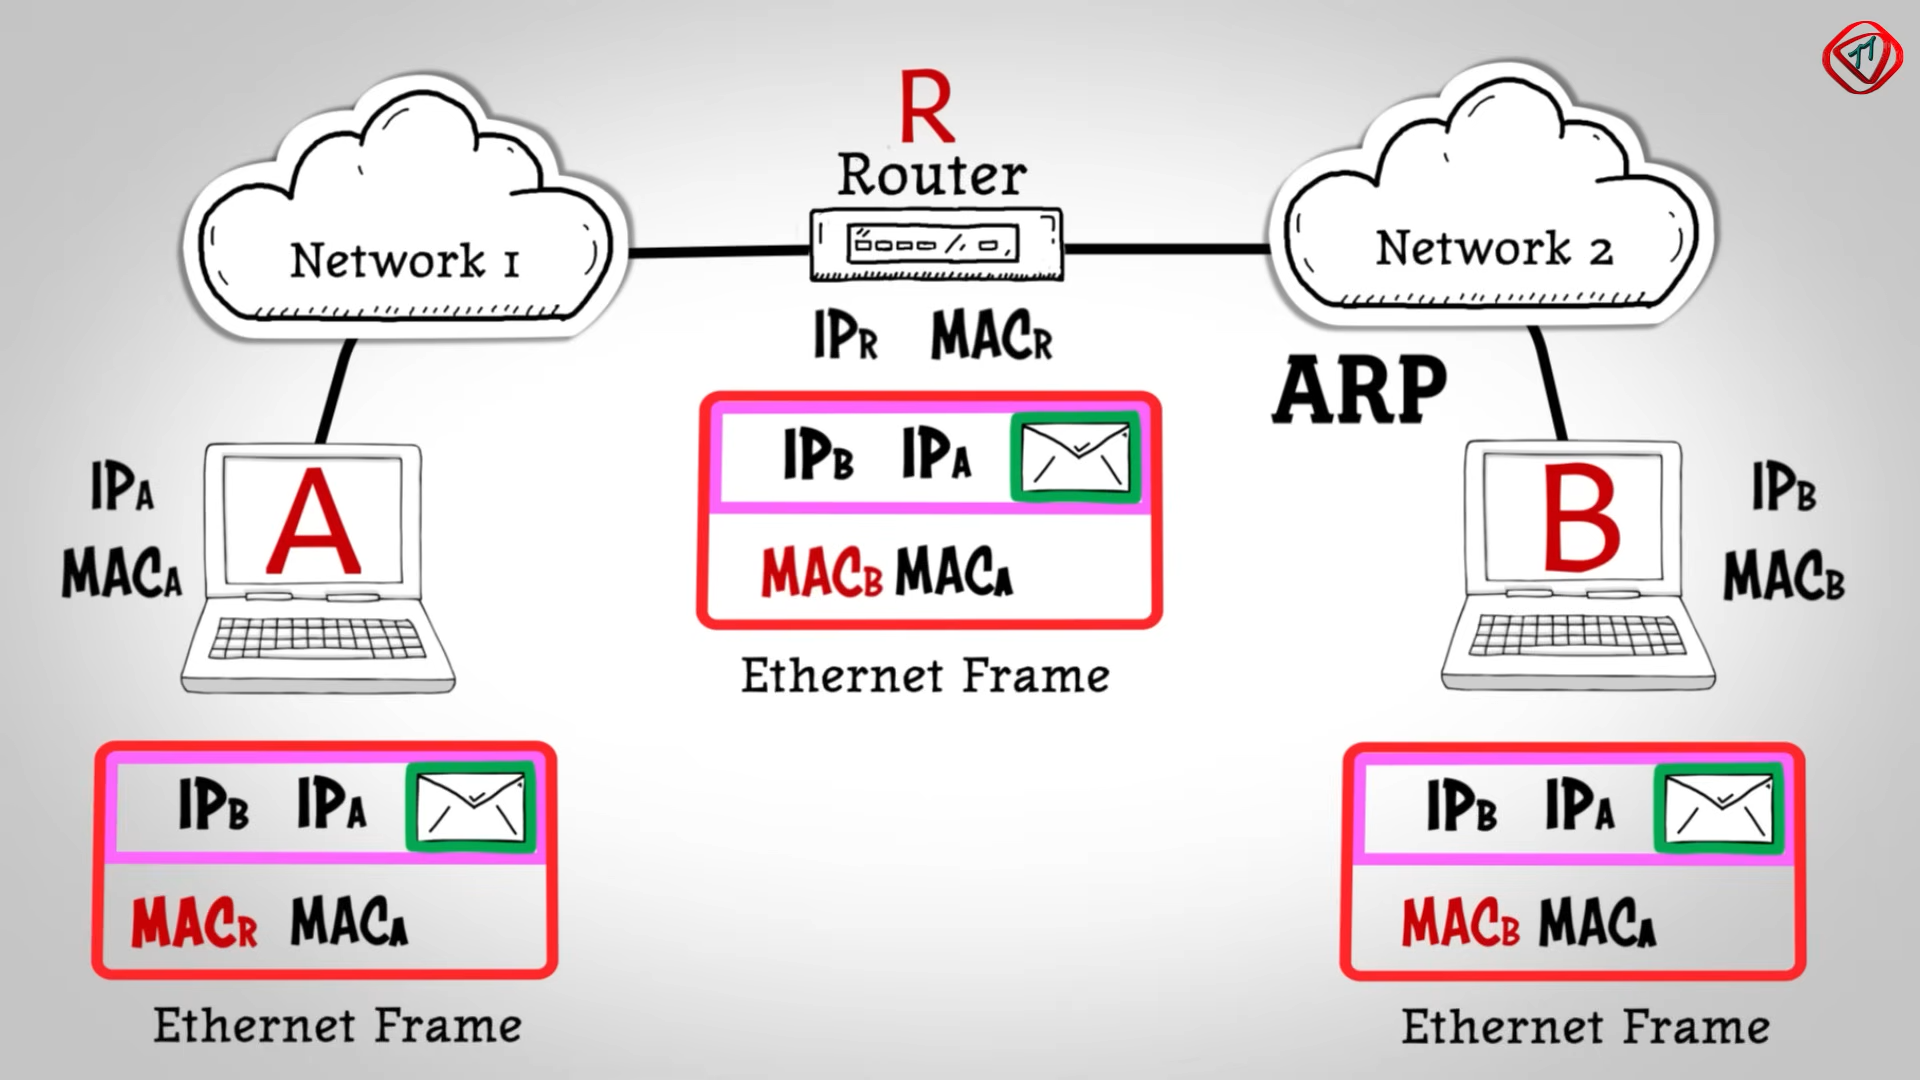 R
Router
Network 1
Network 2
IPR MACR
ARP
IPA
MACA
A
IPB IPA
MACB MACA
Ethernet Frame
B
IPB
MACB
IPB IPA
MACR MACA
Ethernet Frame
IPB IPA
MACB MACA
Ethernet Frame